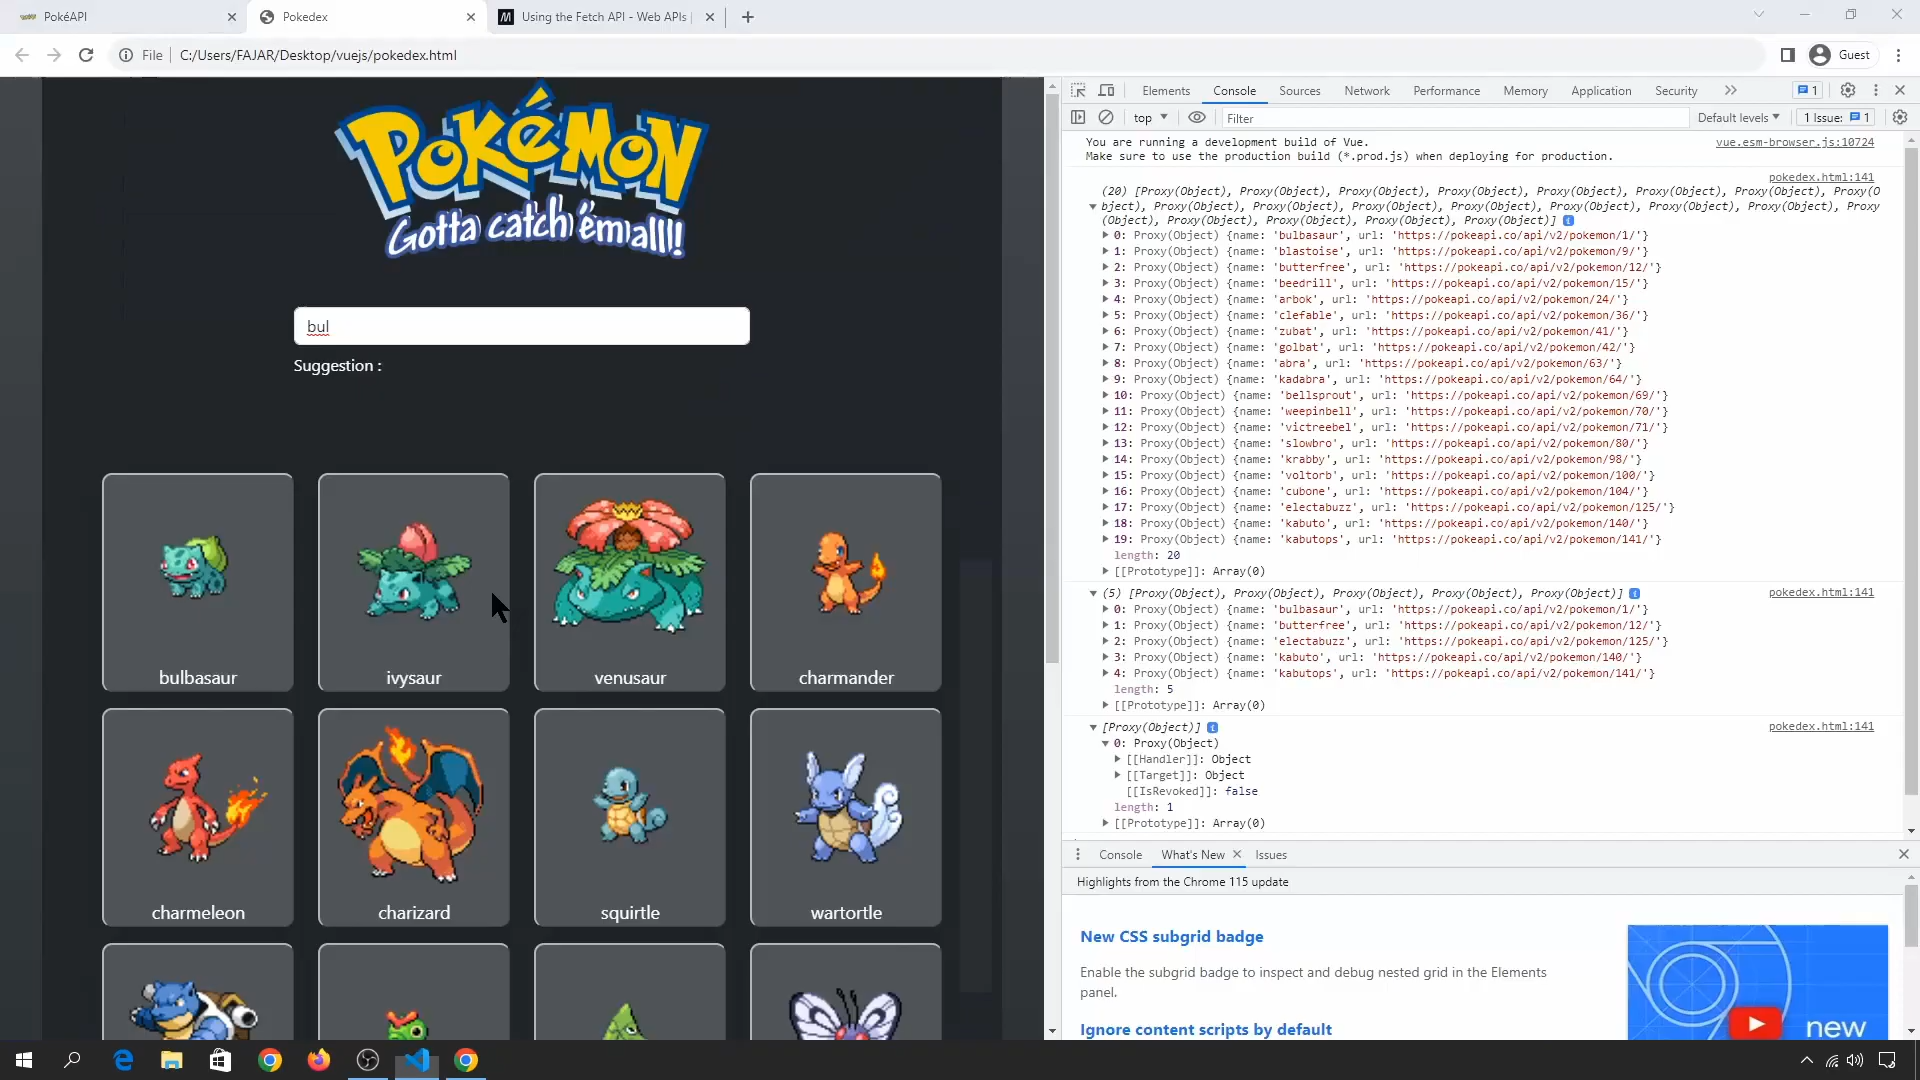 PokéAPI
Pokedex
Using the Fetch API - Web APIs
File
C:/Users/FAJAR/Desktop/vuejs/pokedex.html
Guest
POKéMON
Gotta catch 'em allll!
bul
Suggestion :
bulbasaur
ivysaur
venusaur
charmander
charmeleon
charizard
squirtle
wartortle
Elements
Console
Sources
Network
Performance
Memory
Application
Security
1
top
Filter
Default levels
1 Issue: 1
You are running a development build of Vue.
Make sure to use the production build (*.prod.js) when deploying for production.
vue.esm-browser.js:10724
pokedex.html:141
(20) [Proxy(Object), Proxy(Object), Proxy(Object), Proxy(Object), Proxy(Object), Proxy(Object), Proxy(Object), Proxy(O
bject), Proxy(Object), Proxy(Object), Proxy(Object), Proxy(Object), Proxy(Object), Proxy(Object), Proxy(Object), Proxy
(Object), Proxy(Object), Proxy(Object), Proxy(Object), Proxy(Object)]
0: Proxy(Object) {name: 'bulbasaur', url: 'https://pokeapi.co/api/v2/pokemon/1/'}
1: Proxy(Object) {name: 'blastoise', url: 'https://pokeapi.co/api/v2/pokemon/9/'}
2: Proxy(Object) {name: 'butterfree', url: 'https://pokeapi.co/api/v2/pokemon/12/'}
3: Proxy(Object) {name: 'beedrill', url: 'https://pokeapi.co/api/v2/pokemon/15/'}
4: Proxy(Object) {name: 'arbok', url: 'https://pokeapi.co/api/v2/pokemon/24/'}
5: Proxy(Object) {name: 'clefable', url: 'https://pokeapi.co/api/v2/pokemon/36/'}
6: Proxy(Object) {name: 'zubat', url: 'https://pokeapi.co/api/v2/pokemon/41/'}
7: Proxy(Object) {name: 'golbat', url: 'https://pokeapi.co/api/v2/pokemon/42/'}
8: Proxy(Object) {name: 'abra', url: 'https://pokeapi.co/api/v2/pokemon/63/'}
9: Proxy(Object) {name: 'kadabra', url: 'https://pokeapi.co/api/v2/pokemon/64/'}
10: Proxy(Object) {name: 'bellsprout', url: 'https://pokeapi.co/api/v2/pokemon/69/'}
11: Proxy(Object) {name: 'weepinbell', url: 'https://pokeapi.co/api/v2/pokemon/70/'}
12: Proxy(Object) {name: 'victreebel', url: 'https://pokeapi.co/api/v2/pokemon/71/'}
13: Proxy(Object) {name: 'slowbro', url: 'https://pokeapi.co/api/v2/pokemon/80/'}
14: Proxy(Object) {name: 'krabby', url: 'https://pokeapi.co/api/v2/pokemon/98/'}
15: Proxy(Object) {name: 'voltorb', url: 'https://pokeapi.co/api/v2/pokemon/100/'}
16: Proxy(Object) {name: 'cubone', url: 'https://pokeapi.co/api/v2/pokemon/104/'}
17: Proxy(Object) {name: 'electabuzz', url: 'https://pokeapi.co/api/v2/pokemon/125/'}
18: Proxy(Object) {name: 'kabuto', url: 'https://pokeapi.co/api/v2/pokemon/140/'}
19: Proxy(Object) {name: 'kabutops', url: 'https://pokeapi.co/api/v2/pokemon/141/'}
length: 20
[[Prototype]]: Array(0)
(5) [Proxy(Object), Proxy(Object), Proxy(Object), Proxy(Object), Proxy(Object)]
pokedex.html:141
0: Proxy(Object) {name: 'bulbasaur', url: 'https://pokeapi.co/api/v2/pokemon/1/'}
1: Proxy(Object) {name: 'butterfree', url: 'https://pokeapi.co/api/v2/pokemon/12/'}
2: Proxy(Object) {name: 'electabuzz', url: 'https://pokeapi.co/api/v2/pokemon/125/'}
3: Proxy(Object) {name: 'kabuto', url: 'https://pokeapi.co/api/v2/pokemon/140/'}
4: Proxy(Object) {name: 'kabutops', url: 'https://pokeapi.co/api/v2/pokemon/141/'}
length: 5
[[Prototype]]: Array(0)
[Proxy(Object)]
pokedex.html:141
0: Proxy(Object)
[[Handler]]: Object
[[Target]]: Object
[[IsRevoked]]: false
length: 1
[[Prototype]]: Array(0)
Console
What's New
Issues
Highlights from the Chrome 115 update
New CSS subgrid badge
Enable the subgrid badge to inspect and debug nested grid in the Elements
panel.
Ignore content scripts by default
new